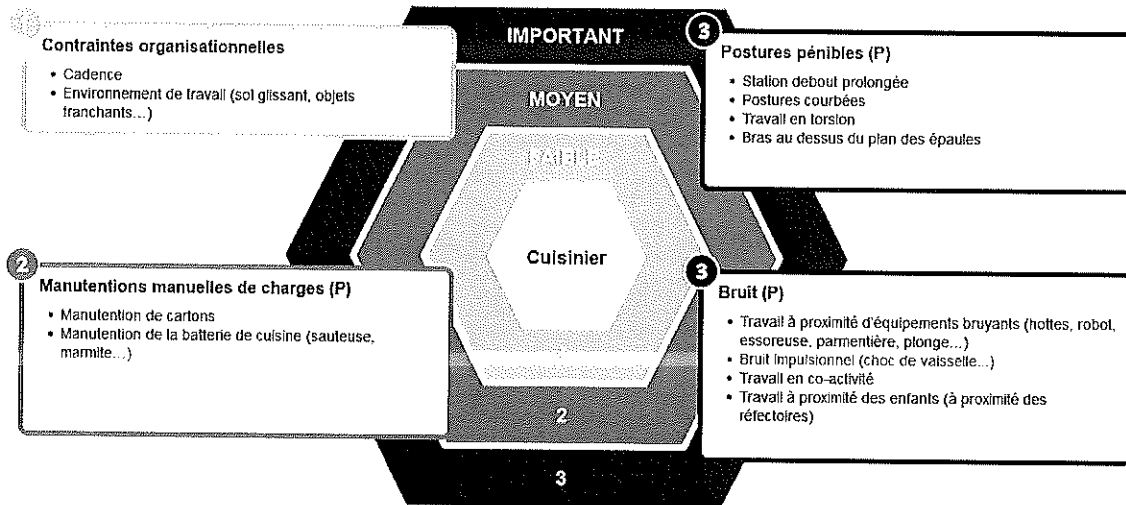 Contraintes organisationnelles
• Cadence
• Environnement de travail (sol glissant, objets
tranchants...)
IMPORTANT
MOYEN
FAIBLE
Cuisinier
2
3
3
Postures pénibles (P)
• Station debout prolongée
• Postures courbées
• Travail en torsion
• Bras au dessus du plan des épaules
2
Manutentions manuelles de charges (P)
• Manutention de cartons
• Manutention de la batterie de cuisine (sauteuse,
marmite...)
3
Bruit (P)
• Travail à proximité d'équipements bruyants (hottes, robot,
essoreuse, parmentière, plonge...)
• Bruit impulsionnel (choc de vaisselle...)
• Travail en co-activité
• Travail à proximité des enfants (à proximité des
réfectoires)